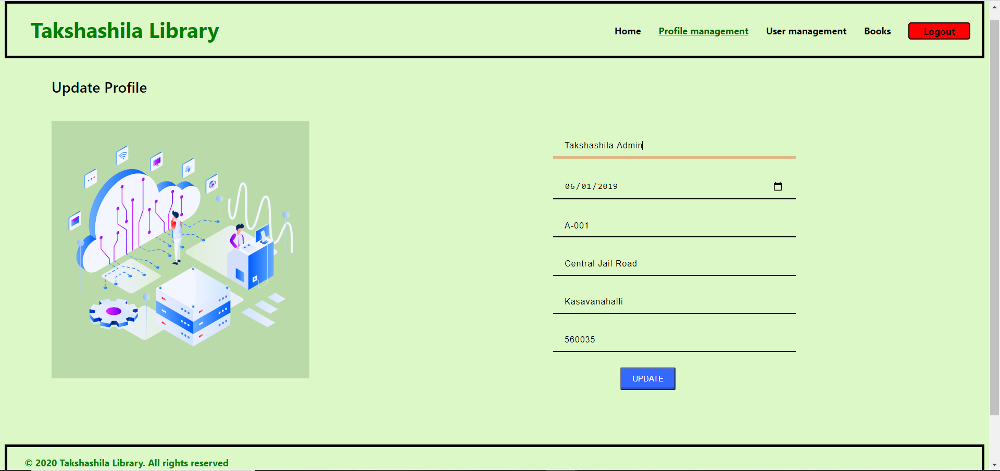 Takshashila Library
Home Profile management User management Books Logout
Update Profile
Takshashila Admin
06/01/2019
A-001
Central Jail Road
Kasavanahalli
560035
UPDATE
© 2020 Takshashila Library. All rights reserved